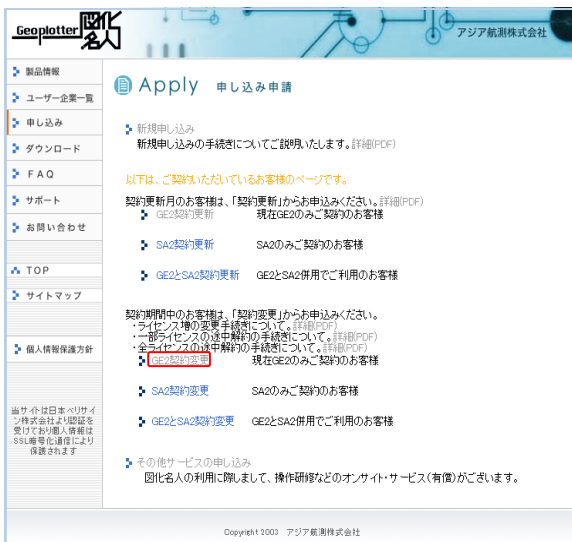 Geoplotter 図化名人
アジア航測株式会社
製品情報
ユーザー企業一覧
申し込み
ダウンロード
FAQ
サポート
お問い合わせ
TOP
サイトマップ
個人情報保護方針
当サイトは日本ベリサイ
ン株式会社より認証を
受けており個人情報は
SSL暗号化通信により
保護されます
Apply 申し込み申請
新規申し込み
新規申し込みの手続きについてご説明いたします。詳細(PDF)
以下は、ご契約いただいているお客様のページです。
契約更新月のお客様は、「契約更新」からお申込みください。詳細(PDF)
GE2契約更新 現在GE2のみご契約のお客様
SA2契約更新 SA2のみご契約のお客様
GE2とSA2契約更新 GE2とSA2併用でご利用のお客様
契約期間中のお客様は、「契約変更」からお申込みください。
・ライセンス増の変更手続きについて。詳細(PDF)
・一部ライセンスの途中解約の手続きについて。詳細(PDF)
・全ライセンスの途中解約の手続きについて。詳細(PDF)
GE2契約変更 現在GE2のみご契約のお客様
SA2契約変更 SA2のみご契約のお客様
GE2とSA2契約変更 GE2とSA2併用でご利用のお客様
その他サービスの申し込み
図化名人の利用に際しまして、操作研修などのオンサイト・サービス(有償)がございます。
Copyright 2003 アジア航測株式会社